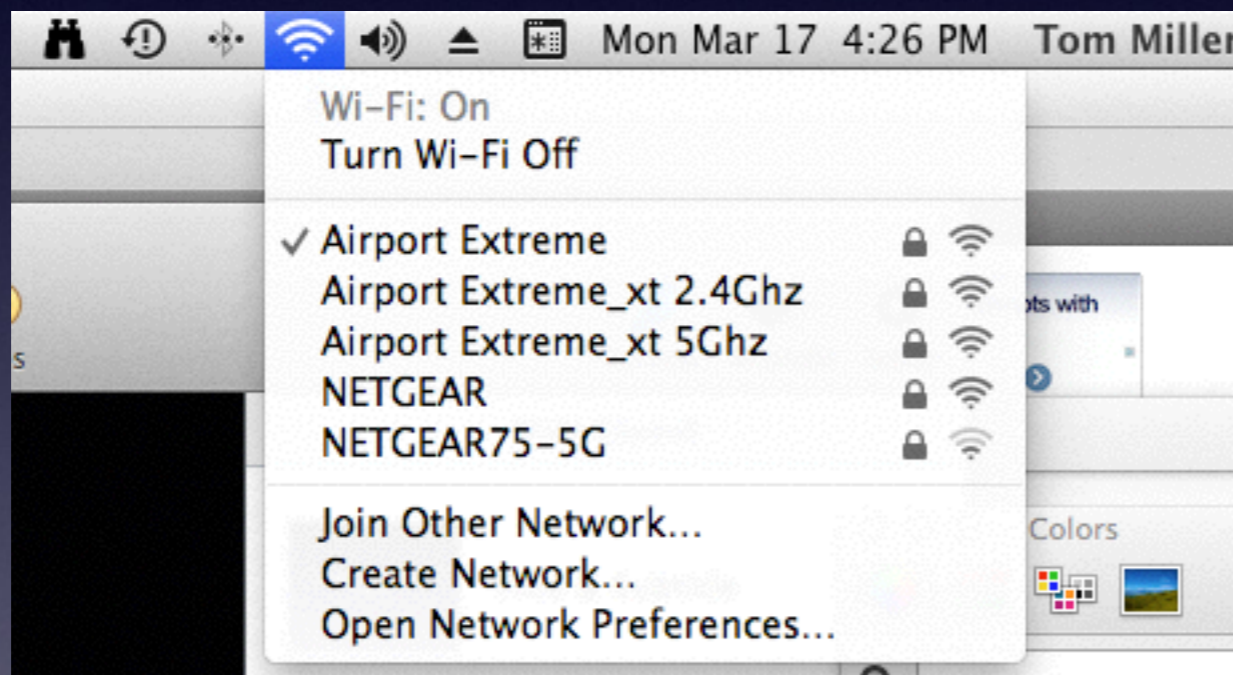 Mon Mar 17 4:26 PM Tom Miller
Wi-Fi: On
Turn Wi-Fi Off
Airport Extreme
Airport Extreme_xt 2.4Ghz
Airport Extreme_xt 5Ghz
with
NETGEAR
NETGEAR75-5G
Join Other Network...
Colors
Create Network...
Open Network Preferences...